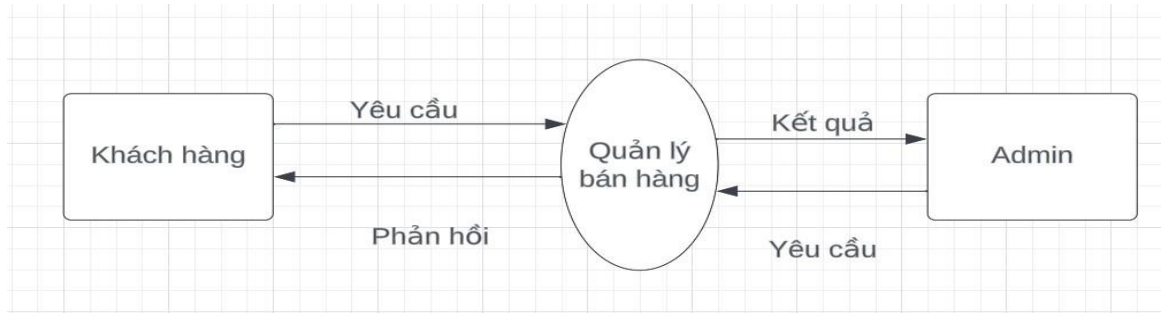 Khách hàng
Yêu cầu
Phản hồi
Quản lý
bán hàng
Kết quả
Yêu cầu
Admin